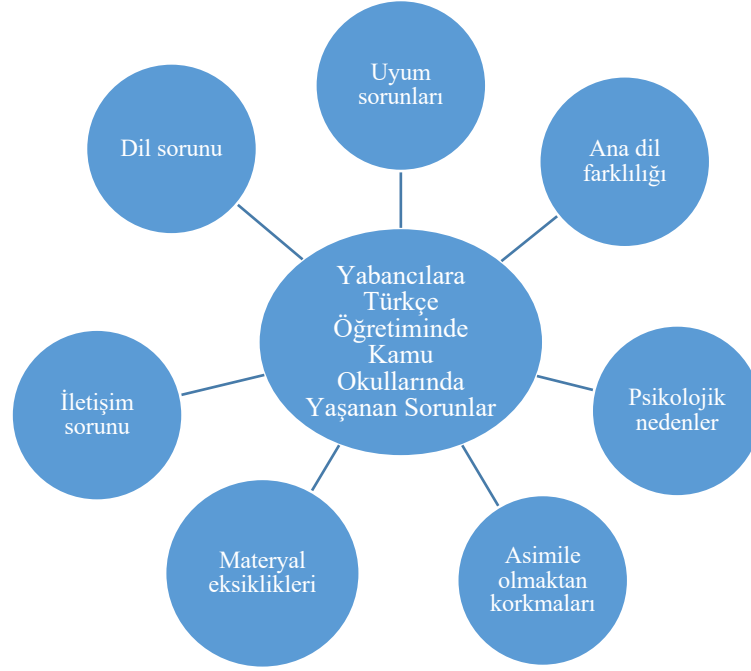 Uyum
sorunları
Dil sorunu
Ana dil
farklılığı
Yabancılara
Türkçe
Öğretiminde
Kamu
Okullarında
Yaşanan Sorunlar
İletişim
sorunu
Psikolojik
nedenler
Materyal
eksiklikleri
Asimile
olmaktan
korkmaları